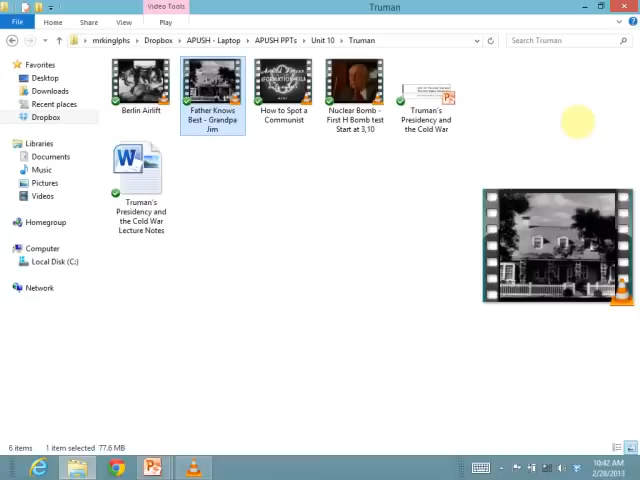 Video Tools
Truman
File
Home
Share
View
Play
mrkinglphs
Dropbox
APUSH - Laptop
APUSH PPTs
Unit 10
Truman
Search Truman
Favorites
Desktop
Downloads
Recent places
Dropbox
Libraries
Documents
Music
Pictures
Videos
Homegroup
Computer
Local Disk (C:)
Network
Berlin Airlift
Father Knows
Best - Grandpa
Jim
How to Spot a
Communist
Nuclear Bomb -
First H Bomb test
Start at 3,10
Truman's
Presidency and
the Cold War
Truman's
Presidency and
the Cold War
Lecture Notes
6 items
1 item selected 77.6 MB
10:42 AM
2/28/2013